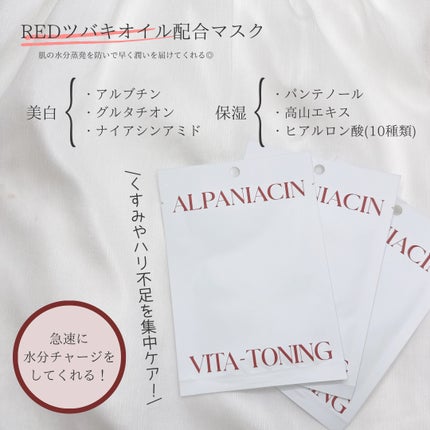 REDツバキオイル配合マスク
肌の水分蒸発を防いで早く潤いを届けてくれる◎
美白
・アルブチン
・グルタチオン
・ナイアシンアミド
保湿
・パンテノール
・高山エキス
・ヒアルロン酸(10種類)
\くすみやハリ不足を集中ケア!/
ALPANIACIN
VITA-TONING
ALPANIACIN
VITA-TONING
NIACIN
TONING
急速に
水分チャージを
してくれる!